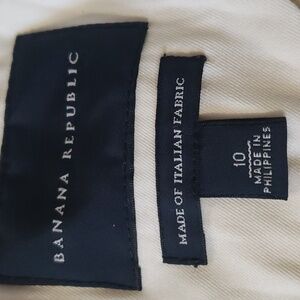 BANANA REPUBLIC
MADE OF ITALIAN FABRIC
10
MADE IN
PHILIPPINES